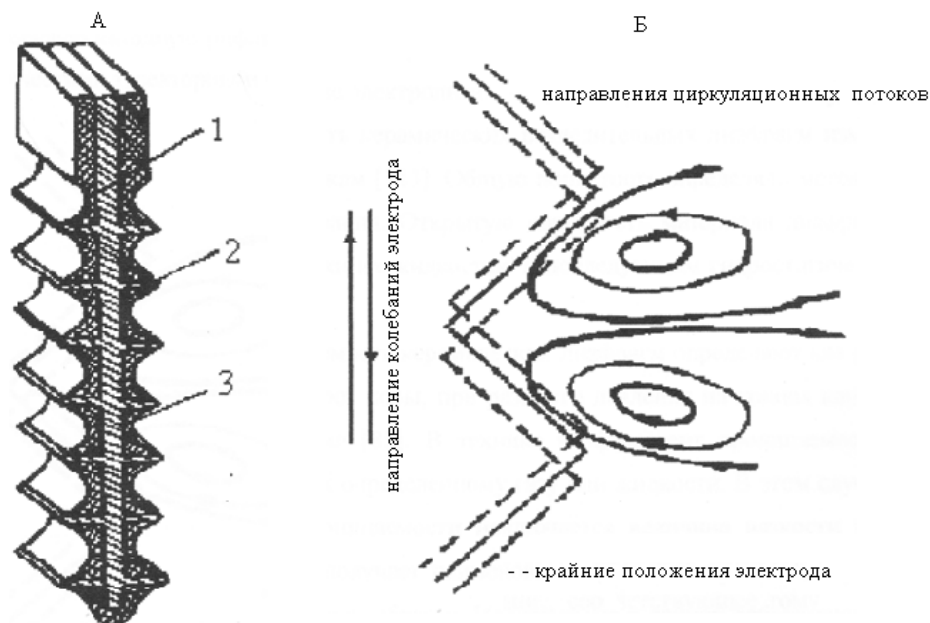 А
Б
направления циркуляционных потоков
1
2
3
направление колебаний электрода
- - крайние положения электрода